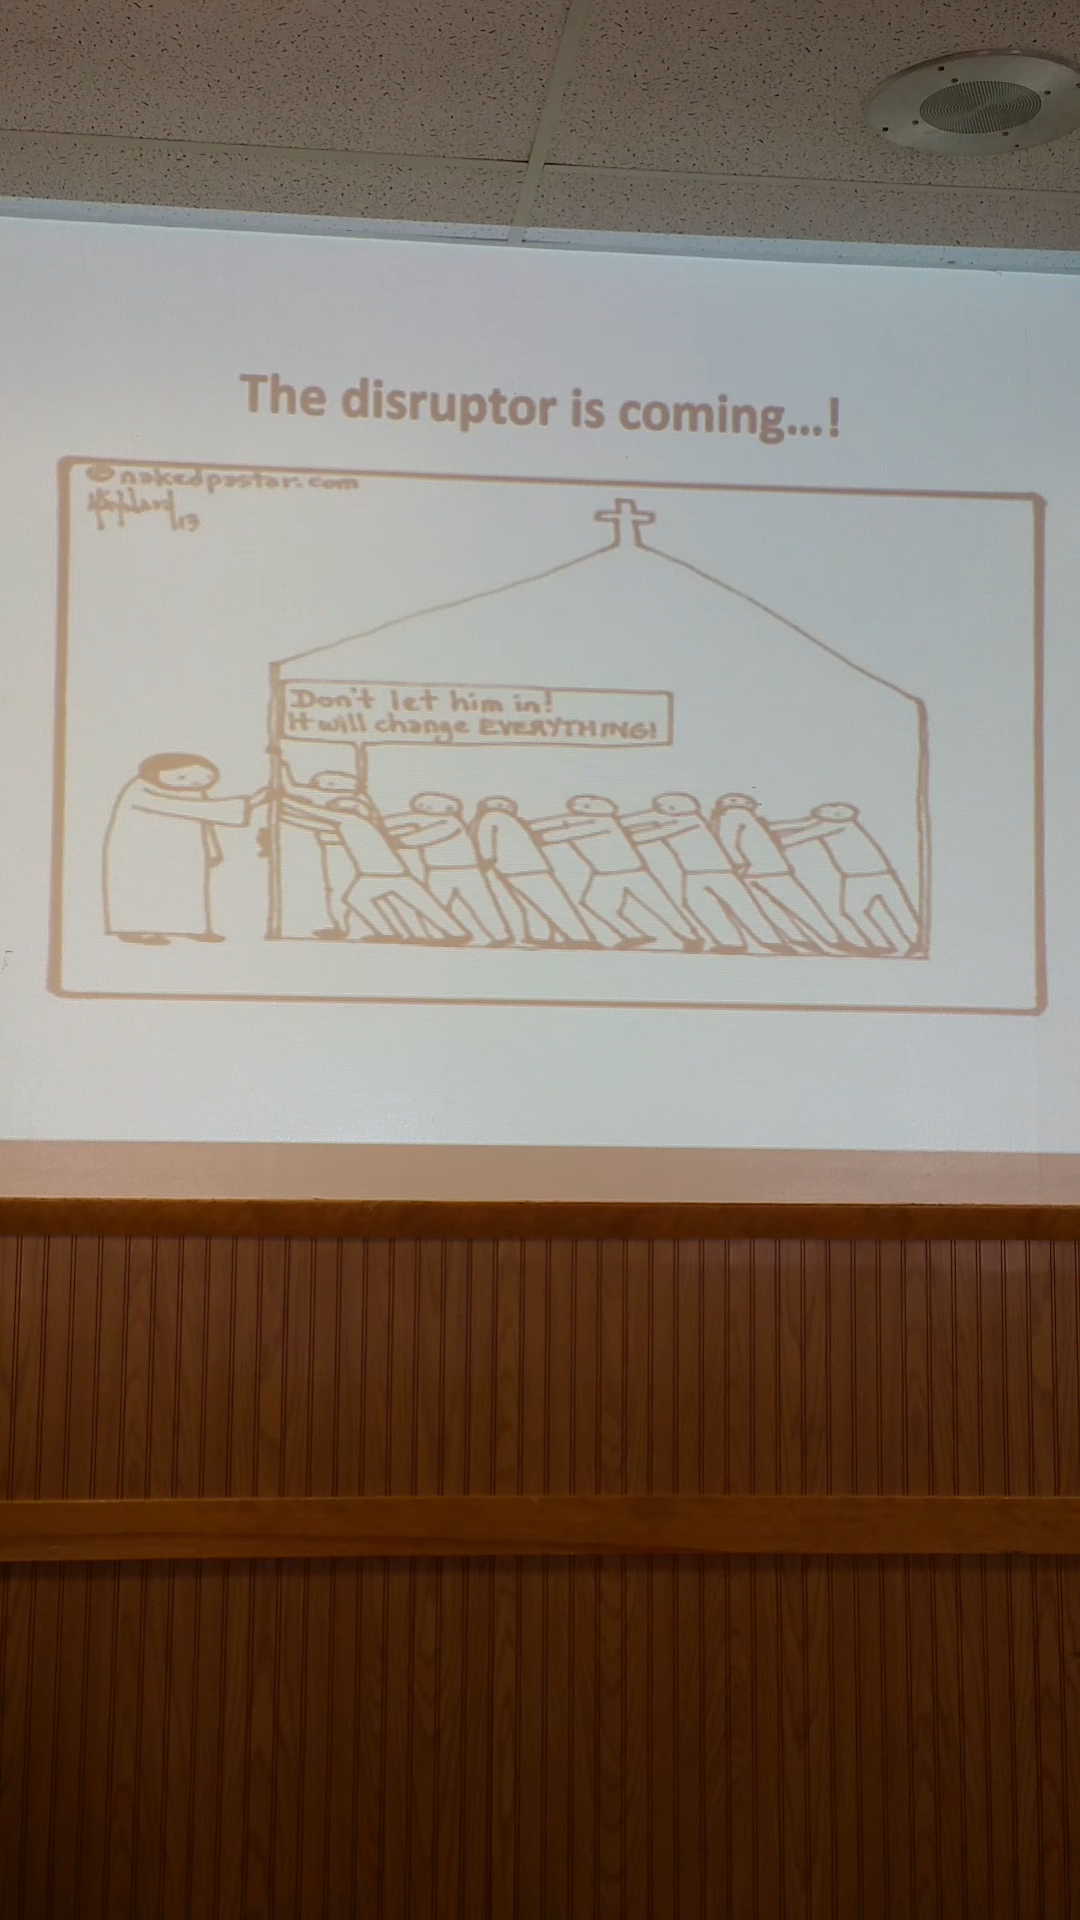 The disruptor is coming...!
© nakedpastor.com
Don't let him in!
It will change EVERYTHING!